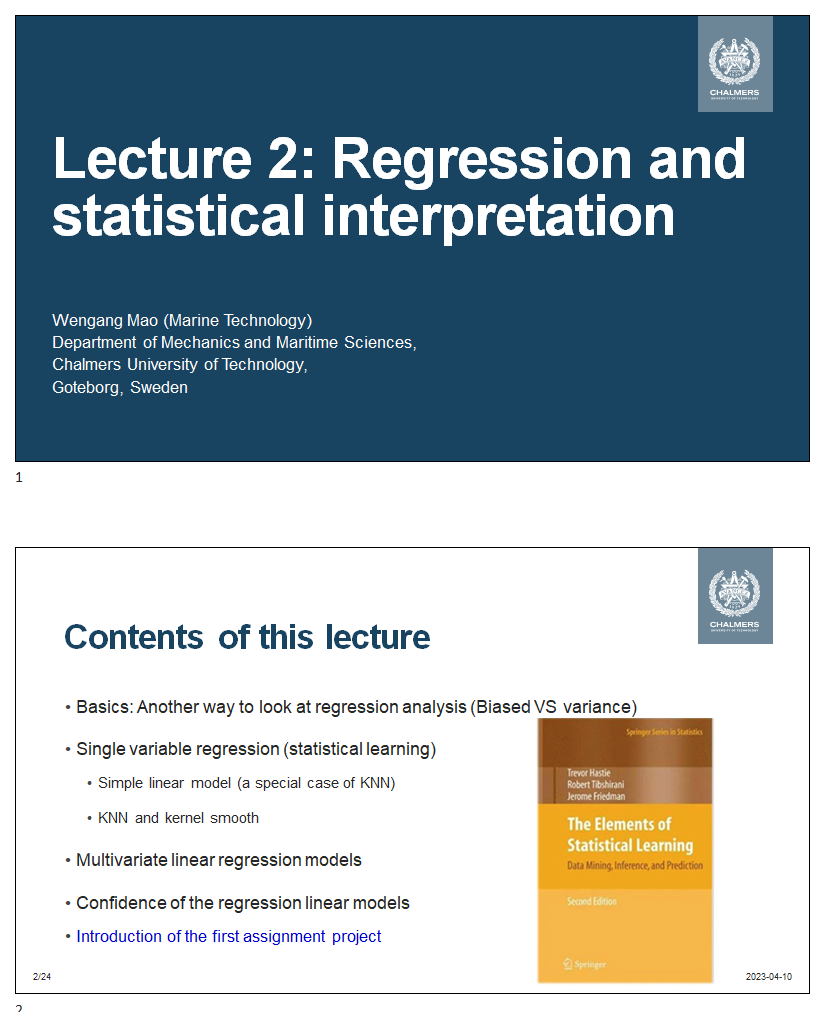 CHALMERS
UNIVERSITY OF TECHNOLOGY
Lecture 2: Regression and
statistical interpretation
Wengang Mao (Marine Technology)
Department of Mechanics and Maritime Sciences,
Chalmers University of Technology,
Goteborg, Sweden
1
CHALMERS
UNIVERSITY OF TECHNOLOGY
Contents of this lecture
• Basics: Another way to look at regression analysis (Biased VS variance)
• Single variable regression (statistical learning)
• Simple linear model (a special case of KNN)
• KNN and kernel smooth
• Multivariate linear regression models
• Confidence of the regression linear models
• Introduction of the first assignment project
Springer Series in Statistics
Trevor Hastie
Robert Tibshirani
Jerome Friedman
The Elements of
Statistical Learning
Data Mining, Inference, and Prediction
Second Edition
Springer
2/24
2023-04-10
2